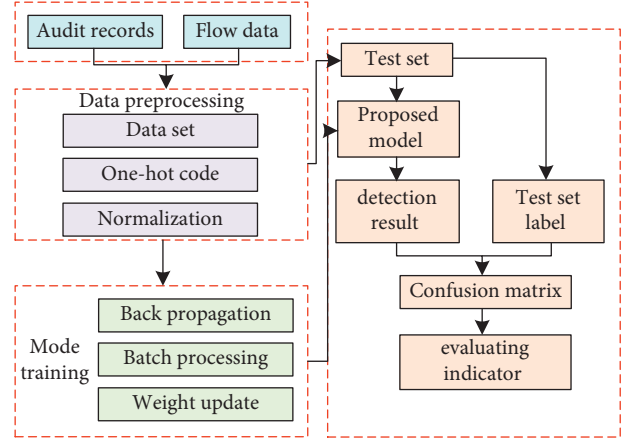 Audit records
Flow data
Data preprocessing
Data set
One-hot code
Normalization
Mode
training
Back propagation
Batch processing
Weight update
Test set
Proposed
model
detection
result
Test set
label
Confusion matrix
evaluating
indicator